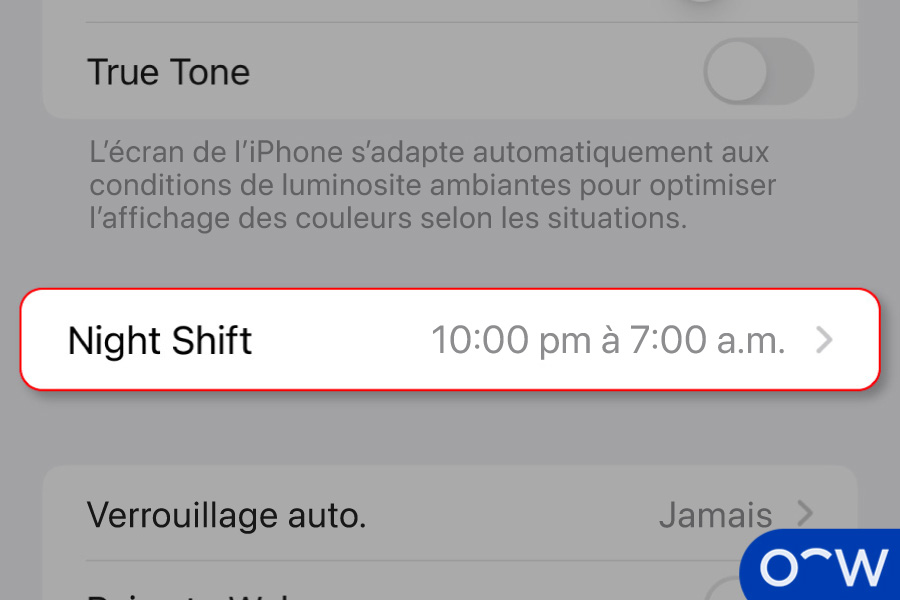 True Tone
L’écran de l’iPhone s’adapte automatiquement aux
conditions de luminosite ambiantes pour optimiser
l’affichage des couleurs selon les situations.
Night Shift 10:00 pm à 7:00 a.m.
Verrouillage auto. Jamais